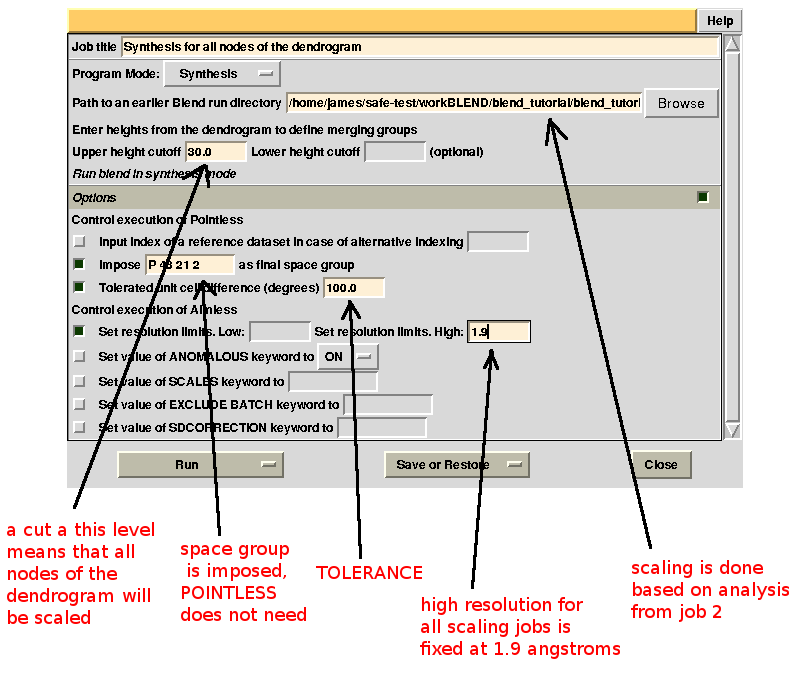 Help
Job title Synthesis for all nodes of the dendrogram
Program Mode: Synthesis
Path to an earlier Blend run directory /home/james/safe-test/workBLEND/blend_tutorial/blend_tutori Browse
Enter heights from the dendrogram to define merging groups
Upper height cutoff 30.0 Lower height cutoff (optional)
Run blend in synthesis mode
Options
Control execution of Pointless
Input index of a reference dataset in case of alternative indexing
Impose P 43 21 2 as final space group
Tolerated unit cell difference (degrees) 100.0
Control execution of Aimless
Set resolution limits. Low: Set resolution limits. High: 1.9
Set value of ANOMALOUS keyword to ON
Set value of SCALES keyword to
Set value of EXCLUDE BATCH keyword to
Set value of SDCORRECTION keyword to
Run Save or Restore Close
a cut a this level
means that all
nodes of the
dendrogram will
be scaled
space group
is imposed,
POINTLESS
does not need
TOLERANCE
high resolution for
all scaling jobs is
fixed at 1.9 angstroms
scaling is done
based on analysis
from job 2